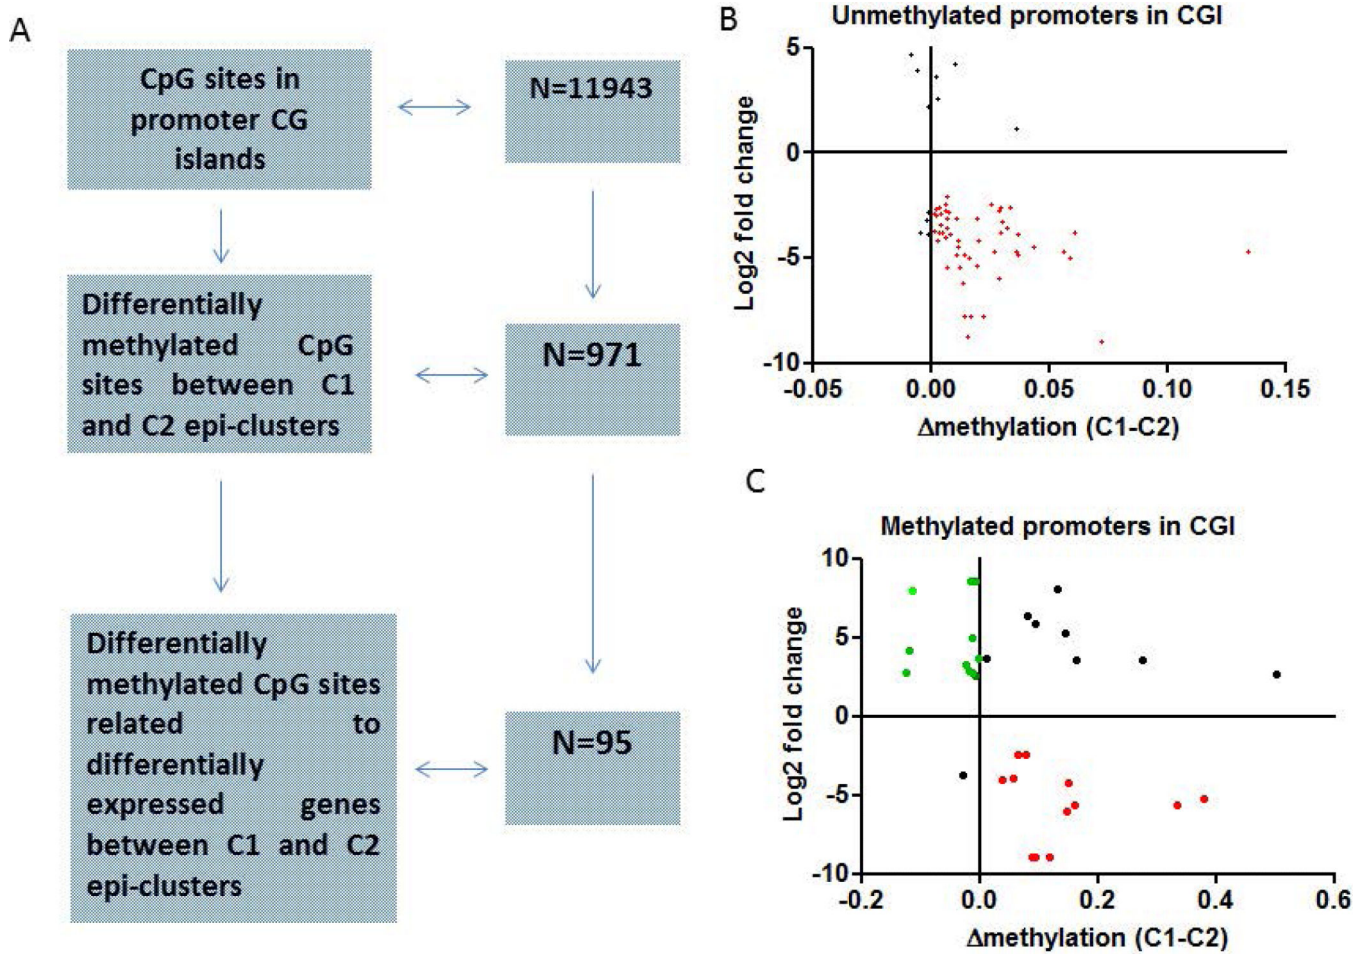 A
CpG sites in
promoter CG
islands
N=11943
Differentially
methylated CpG
sites between C1
and C2 epi-clusters
N=971
Differentially
methylated CpG sites
related to
differentially
expressed genes
between C1 and C2
epi-clusters
N=95
B
Unmethylated promoters in CGI
Log2 fold change
5
0
-5
-10
-0.05 0.00 0.05 0.10 0.15
Δmethylation (C1-C2)
C
Methylated promoters in CGI
Log2 fold change
10
5
0
-5
-10
-0.2 0.0 0.2 0.4 0.6
Δmethylation (C1-C2)